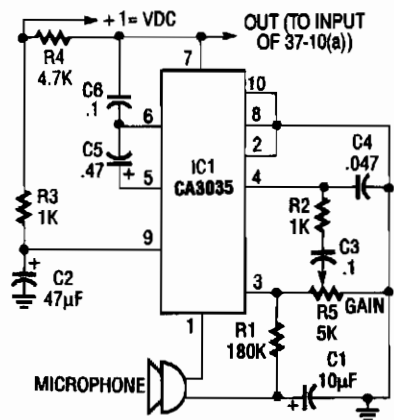 + 1= VDC
OUT (TO INPUT
OF 37-10(a))
R4
4.7K
7
C6
.1
10
8
2
6
C5
.47
+
5
IC1
CA3035
4
C4
.047
R3
1K
R2
1K
9
C3
.1
+
C2
47µF
3
GAIN
R5
5K
R1
180K
1
MICROPHONE
C1
10µF
+